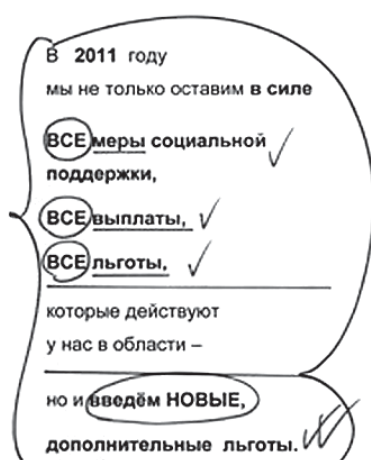 В 2011 году
мы не только оставим в силе
ВСЕ меры социальной
поддержки,
ВСЕ выплаты,
ВСЕ льготы,
которые действуют
у нас в области –
но и введём НОВЫЕ,
дополнительные льготы.